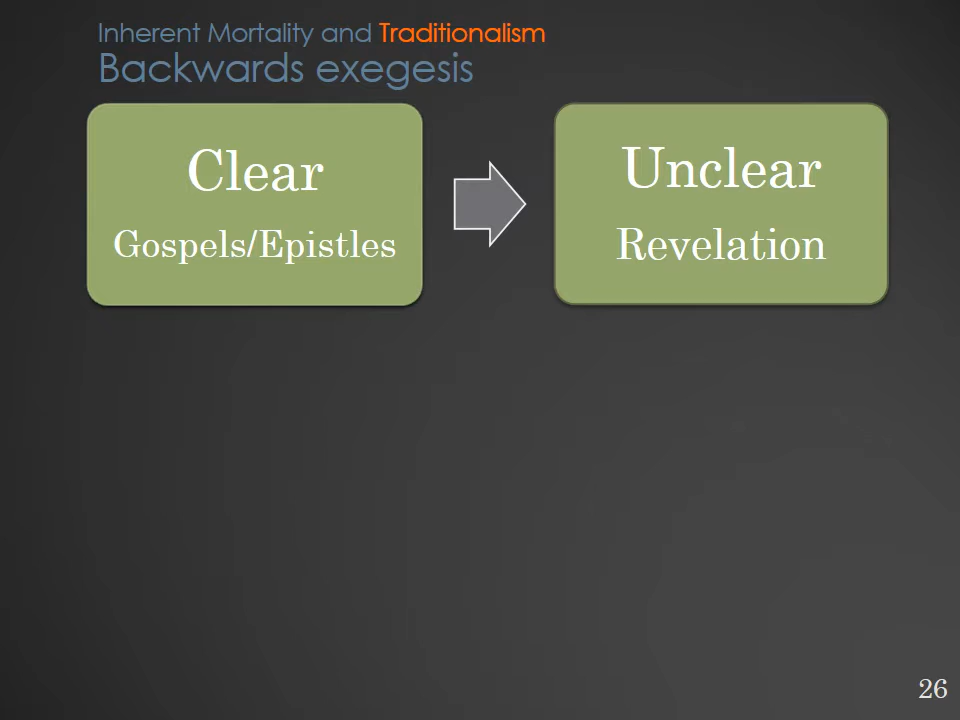 Inherent Mortality and Traditionalism
Backwards exegesis
Clear
Gospels/Epistles
Unclear
Revelation
26